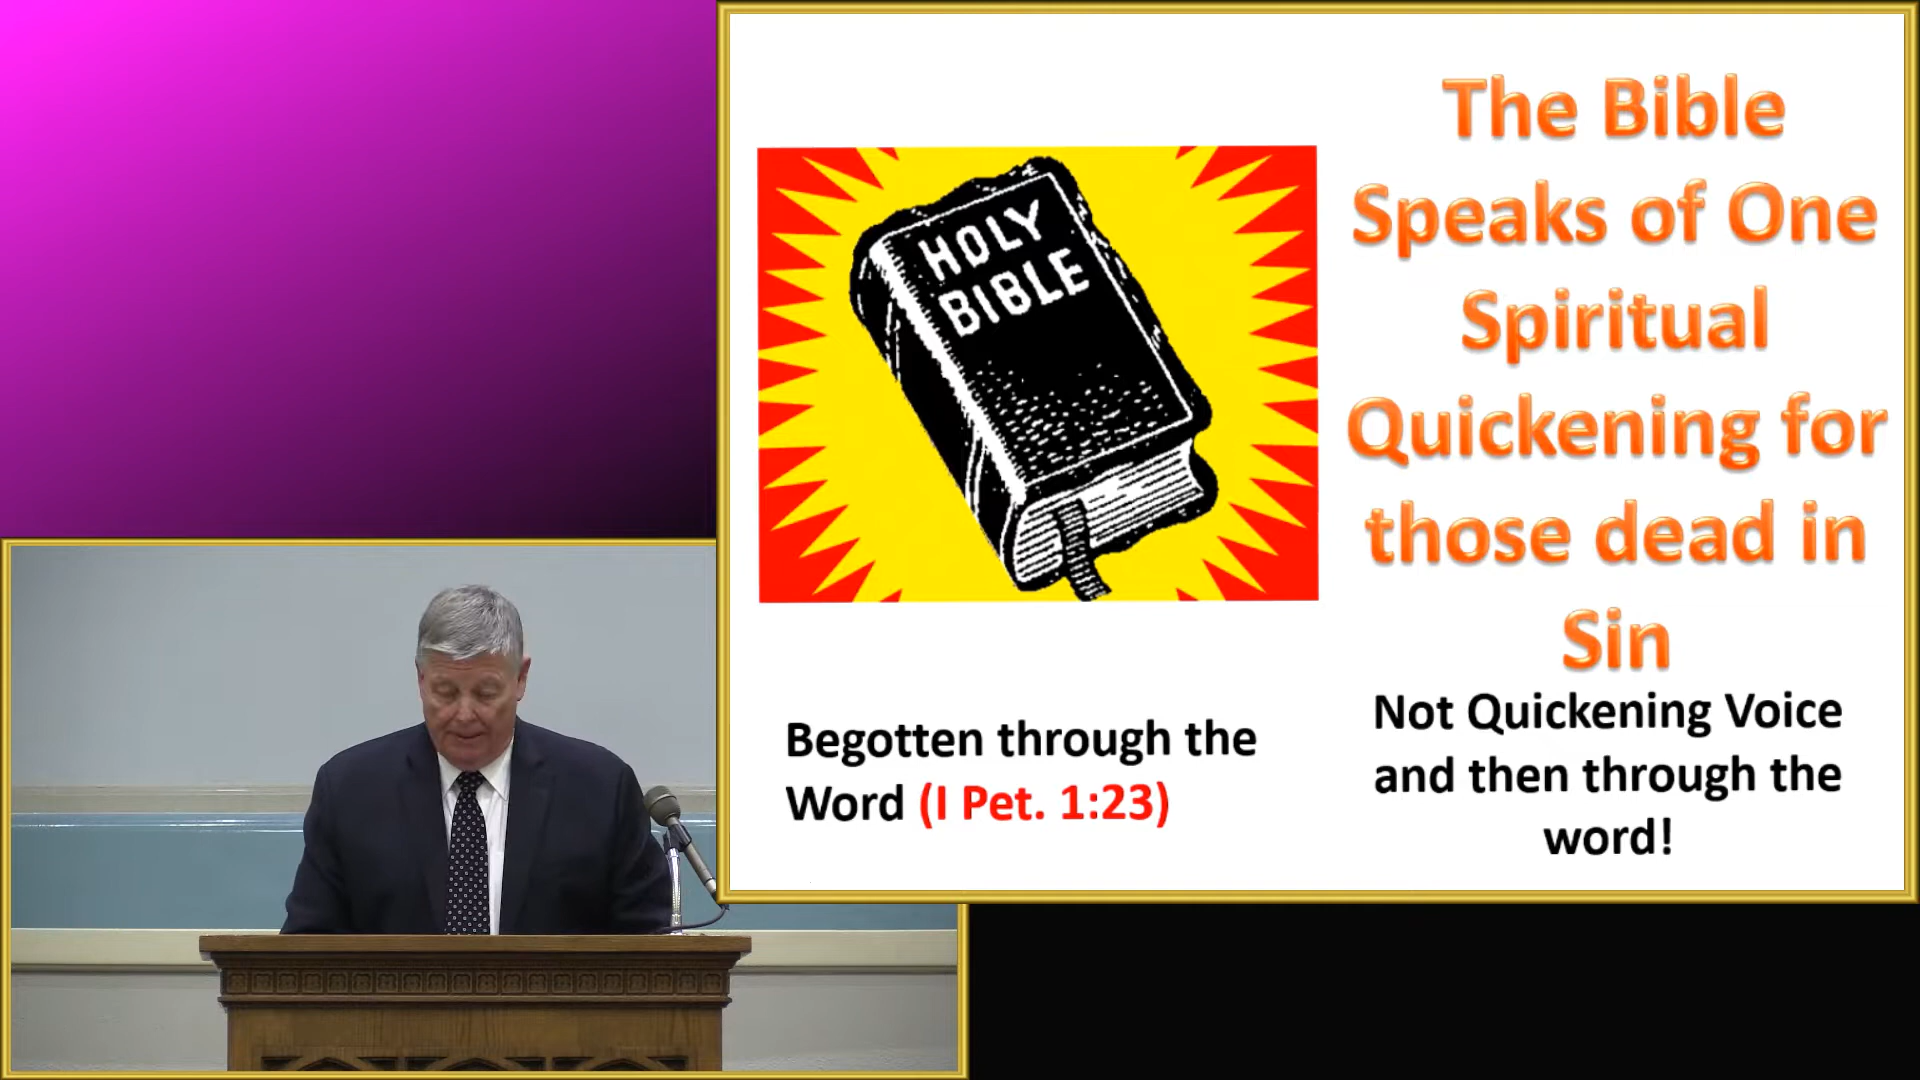 The Bible
Speaks of One
Spiritual
Quickening for
those dead in
Sin
HOLY
BIBLE
Not Quickening Voice
and then through the
word!
Begotten through the
Word (I Pet. 1:23)